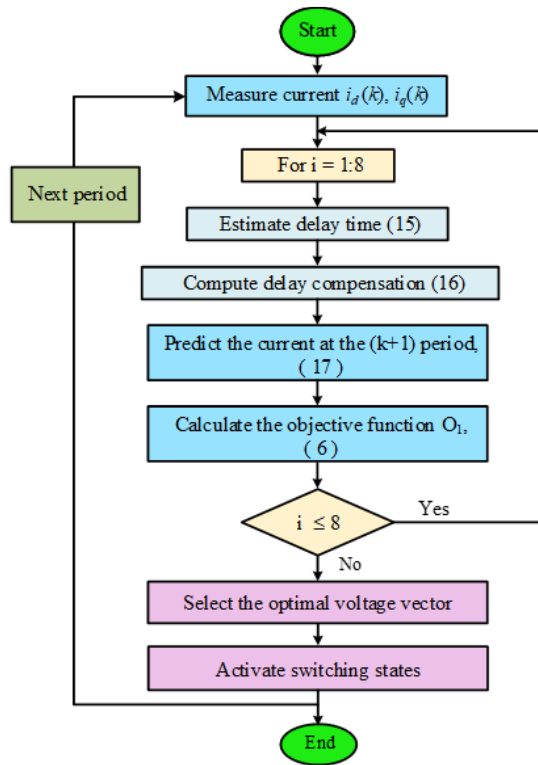 Start
Measure current i_d(k), i_q(k)
For i = 1:8
Next period
Estimate delay time (15)
Compute delay compensation (16)
Predict the current at the (k+1) period,
( 17 )
Calculate the objective function O₁,
( 6 )
i ≤ 8
Yes
No
Select the optimal voltage vector
Activate switching states
End